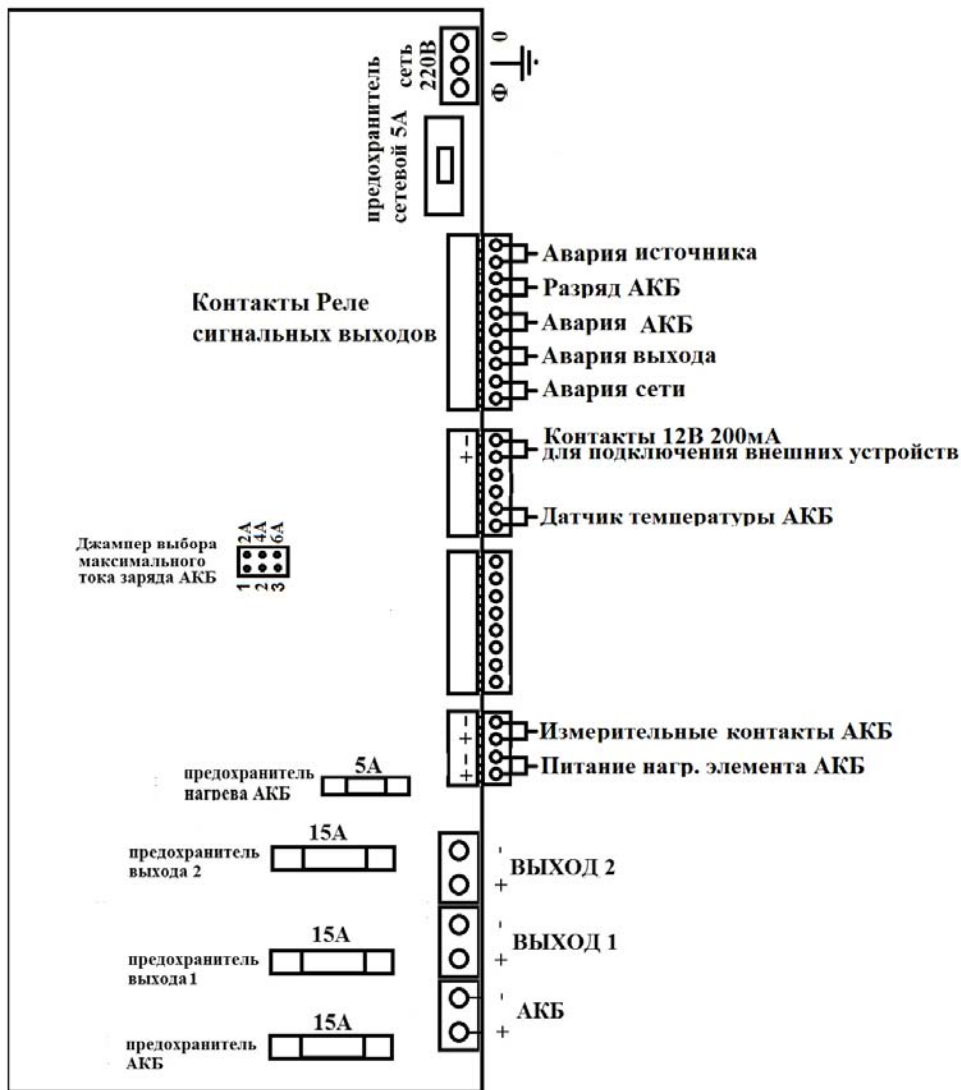 сеть
220В
0
Ф
предохранитель
сетевой 5А
Контакты Реле
сигнальных выходов
Авария источника
Разряд АКБ
Авария АКБ
Авария выхода
Авария сети
-
+
Контакты 12В 200мА
для подключения внешних устройств
Датчик температуры АКБ
Джампер выбора
максимального
тока заряда АКБ
2А
4А
6А
1
2
3
-
+
-
+
Измерительные контакты АКБ
Питание нагр. элемента АКБ
предохранитель
нагрева АКБ
5А
предохранитель
выхода 2
15А
-
+
ВЫХОД 2
предохранитель
выхода1
15А
-
+
ВЫХОД 1
предохранитель
АКБ
15А
-
+
АКБ